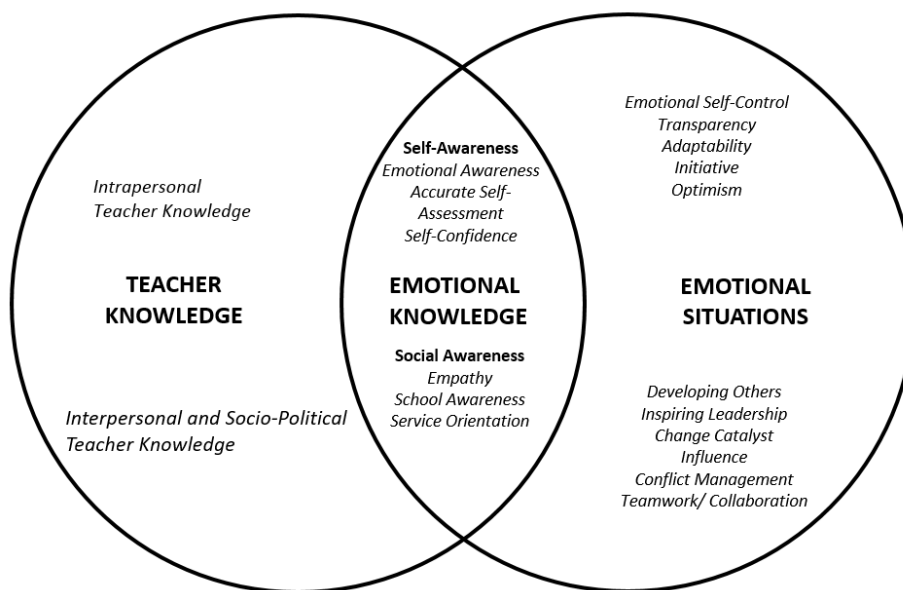 Intrapersonal
Teacher Knowledge
TEACHER
KNOWLEDGE
Interpersonal and Socio-Political
Teacher Knowledge
Self-Awareness
Emotional Awareness
Accurate Self-
Assessment
Self-Confidence
EMOTIONAL
KNOWLEDGE
Social Awareness
Empathy
School Awareness
Service Orientation
Emotional Self-Control
Transparency
Adaptability
Initiative
Optimism
EMOTIONAL
SITUATIONS
Developing Others
Inspiring Leadership
Change Catalyst
Influence
Conflict Management
Teamwork/ Collaboration